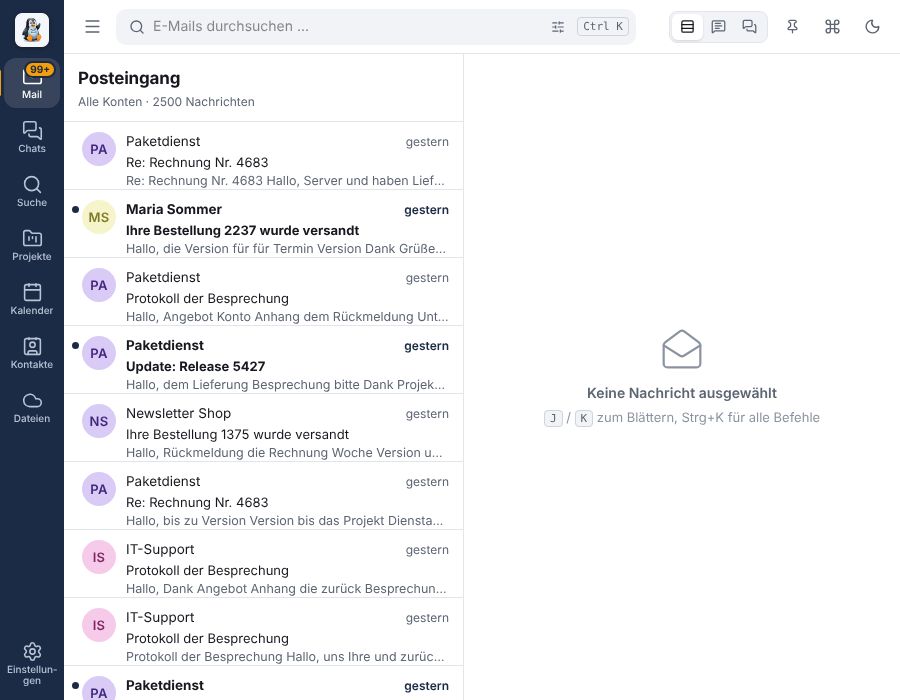 E-Mails durchsuchen ...
Ctrl K
99+
Mail
Chats
Suche
Projekte
Kalender
Kontakte
Dateien
Einstellun-
gen
Posteingang
Alle Konten · 2500 Nachrichten
PA
Paketdienst gestern
Re: Rechnung Nr. 4683
Re: Rechnung Nr. 4683 Hallo, Server und haben Lief...
MS
Maria Sommer gestern
Ihre Bestellung 2237 wurde versandt
Hallo, die Version für für Termin Version Dank Grüße...
PA
Paketdienst gestern
Protokoll der Besprechung
Hallo, Angebot Konto Anhang dem Rückmeldung Unt...
PA
Paketdienst gestern
Update: Release 5427
Hallo, dem Lieferung Besprechung bitte Dank Projek...
NS
Newsletter Shop gestern
Ihre Bestellung 1375 wurde versandt
Hallo, Rückmeldung die Rechnung Woche Version u...
PA
Paketdienst gestern
Re: Rechnung Nr. 4683
Hallo, bis zu Version Version bis das Projekt Diensta...
IS
IT-Support gestern
Protokoll der Besprechung
Hallo, Dank Angebot Anhang die zurück Besprechun...
IS
IT-Support gestern
Protokoll der Besprechung
Protokoll der Besprechung Hallo, uns Ihre und zurüc...
PA
Paketdienst gestern
Keine Nachricht ausgewählt
J / K zum Blättern, Strg+K für alle Befehle